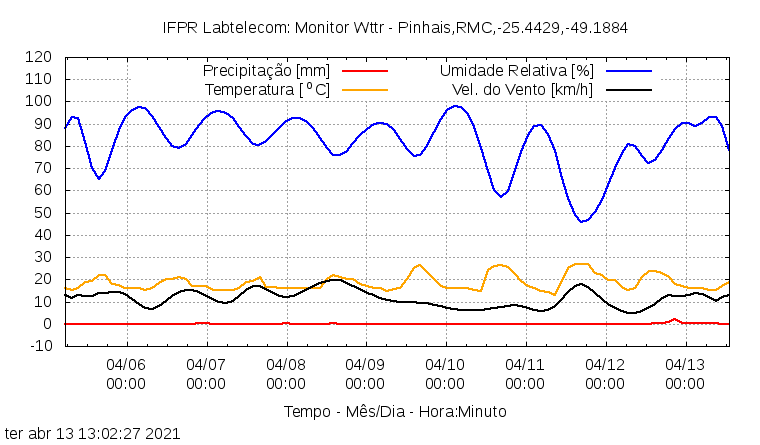 IFPR Labtelecom: Monitor Wttr - Pinhais,RMC,-25.4429,-49.1884
Precipitação [mm]
Temperatura [ ⁰C]
Umidade Relativa [%]
Vel. do Vento [km/h]
120
110
100
90
80
70
60
50
40
30
20
10
0
-10
04/06 04/07 04/08 04/09 04/10 04/11 04/12 04/13
00:00 00:00 00:00 00:00 00:00 00:00 00:00 00:00
Tempo - Mês/Dia - Hora:Minuto
ter abr 13 13:02:27 2021